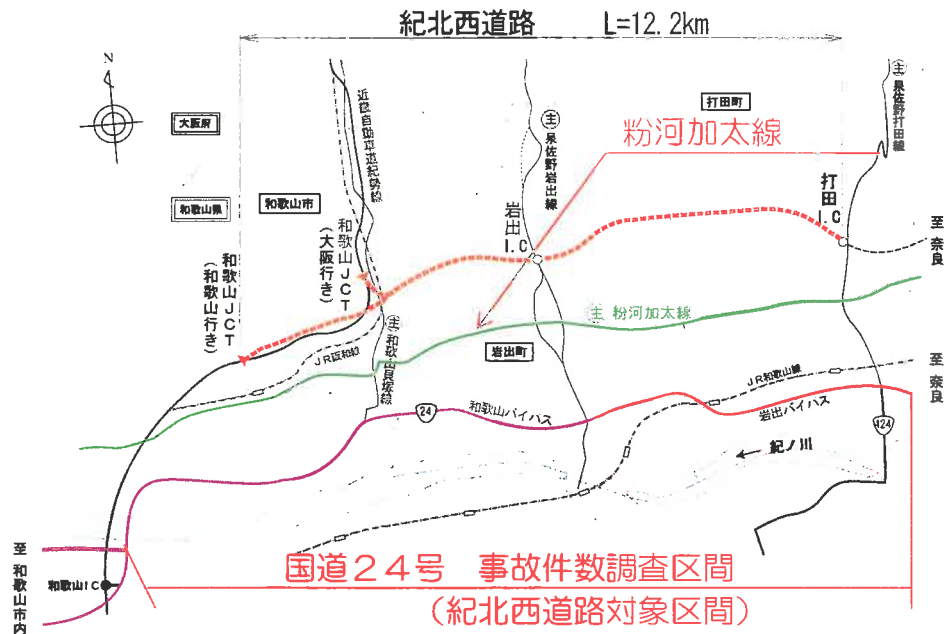 紀北西道路 L=12.2km
N
大阪府
近畿自動車道紀勢線
主 泉佐野岩出線
打田町
主 泉佐野打田線
粉河加太線
和歌山県
和歌山市
和歌山JCT
(大阪行き)
岩出
I.C
打田
I.C
至 奈良
和歌山JCT
(和歌山行き)
主 粉河加太線
JR阪和線
主 和歌山貝塚線
岩出町
JR和歌山線
至 奈良
24
和歌山バイパス
岩出バイパス
424
紀ノ川
至 和歌山市内
和歌山IC
国道24号 事故件数調査区間
(紀北西道路対象区間)